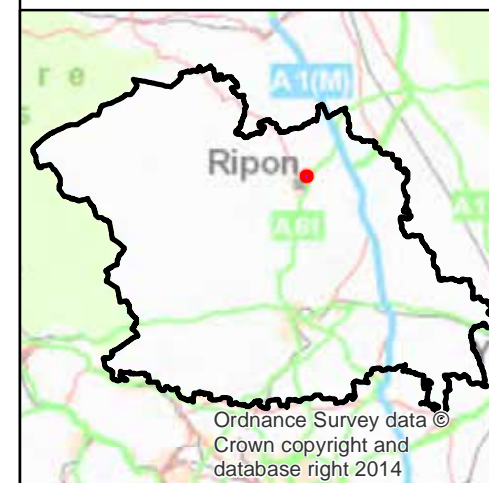 r e
A1(M)
Ripon
A61
A1
Ordnance Survey data ©
Crown copyright and
database right 2014